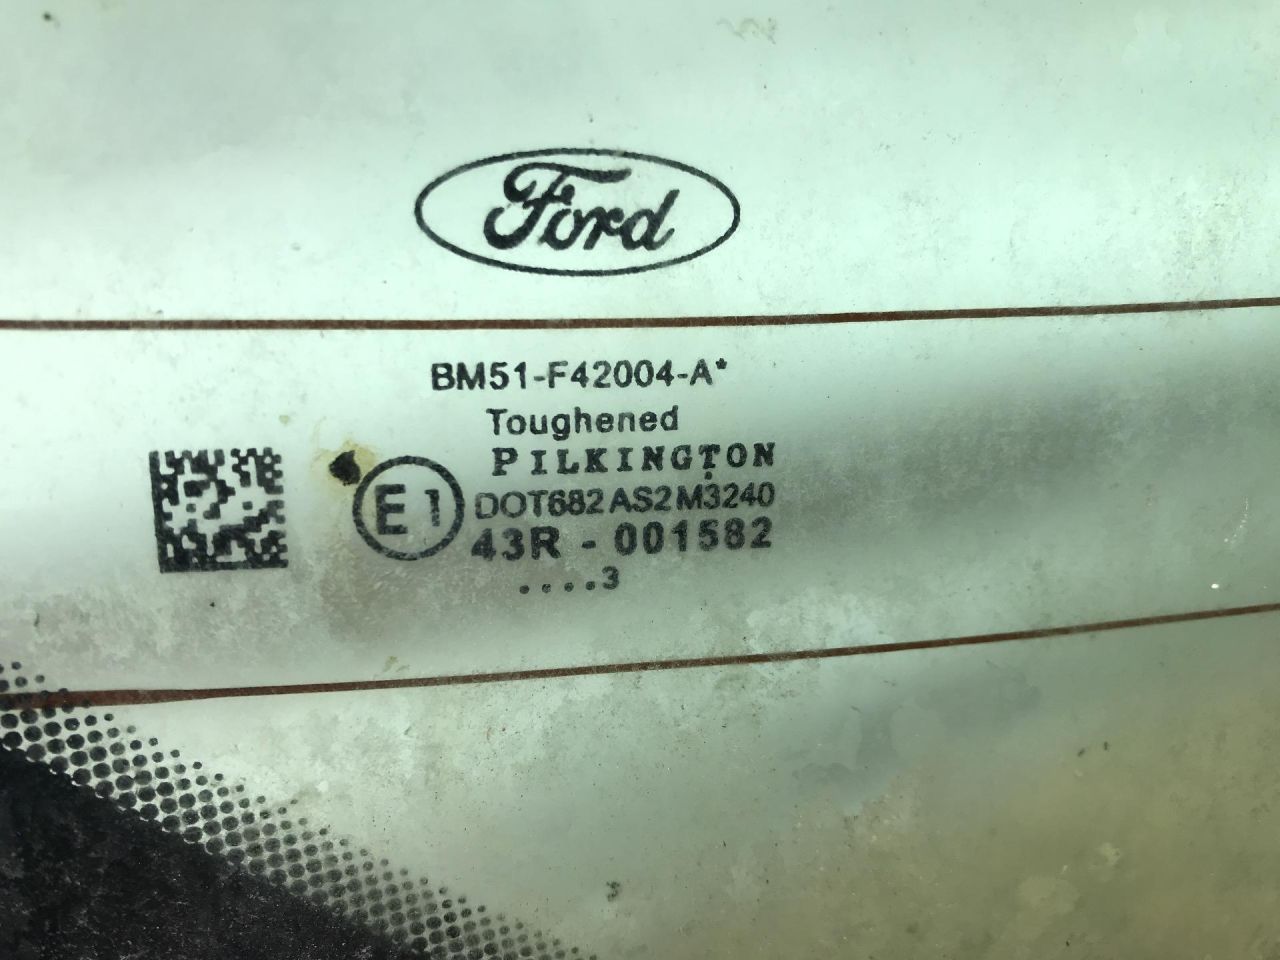 Ford
BM51-F42004-A*
Toughened
PILKINGTON
E1 DOT682 AS2 M3240
43R - 001582
....3